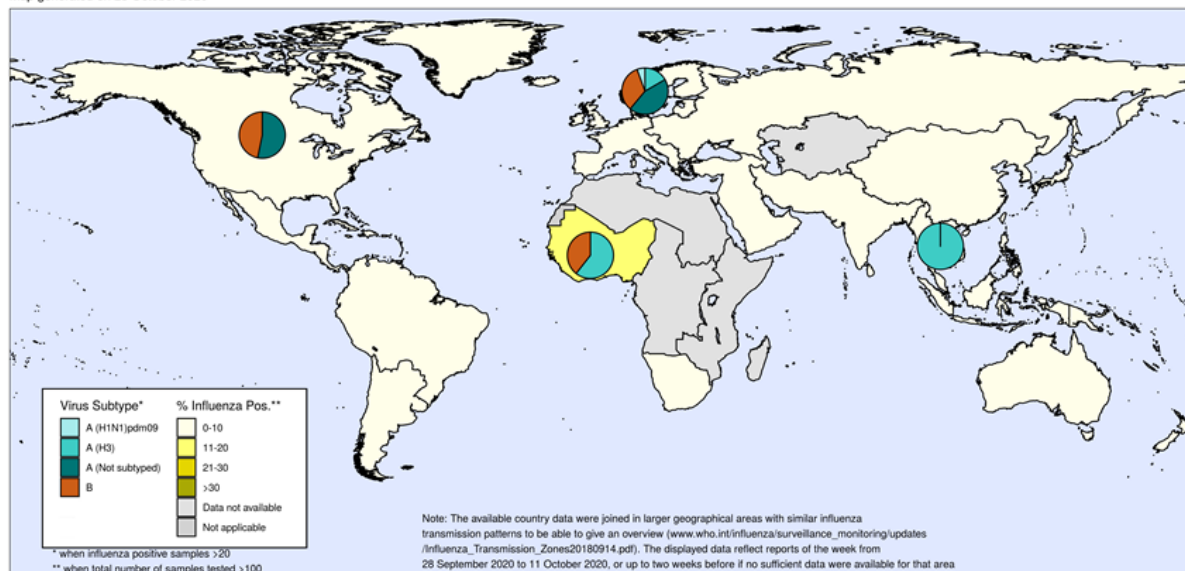 Virus Subtype*
A (H1N1)pdm09
A (H3)
A (Not subtyped)
B
% Influenza Pos.**
0-10
11-20
21-30
>30
Data not available
Not applicable
* when influenza positive samples >20
** when total number of samples tested >100
Note: The available country data were joined in larger geographical areas with similar influenza
transmission patterns to be able to give an overview (www.who.int/influenza/surveillance_monitoring/updates
/Influenza_Transmission_Zones20180914.pdf). The displayed data reflect reports of the week from
28 September 2020 to 11 October 2020, or up to two weeks before if no sufficient data were available for that area